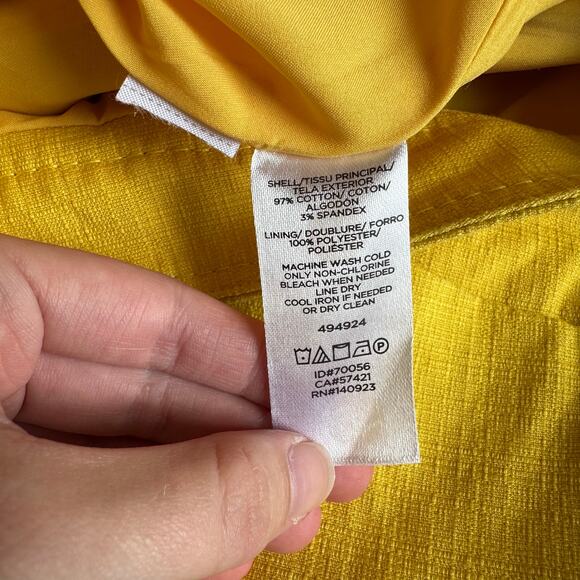 SHELL/TISSU PRINCIPAL/
TELA EXTERIOR
97% COTTON/ COTON/
ALGODÓN
3% SPANDEX
LINING/ DOUBLURE/ FORRO
100% POLYESTER/
POLIÉSTER
MACHINE WASH COLD
ONLY NON-CHLORINE
BLEACH WHEN NEEDED
LINE DRY
COOL IRON IF NEEDED
OR DRY CLEAN
494924
P
ID#70056
CA#57421
RN#140923